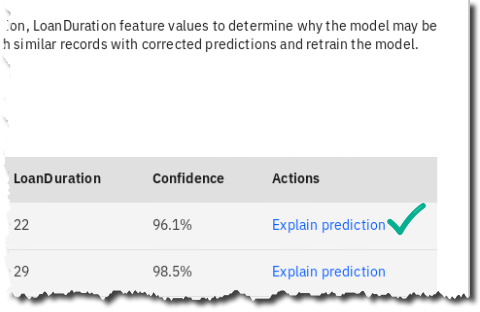 LoanDuration feature values to determine why the model may be
similar records with corrected predictions and retrain the model.
LoanDuration Confidence Actions
22 96.1% Explain prediction
29 98.5% Explain prediction